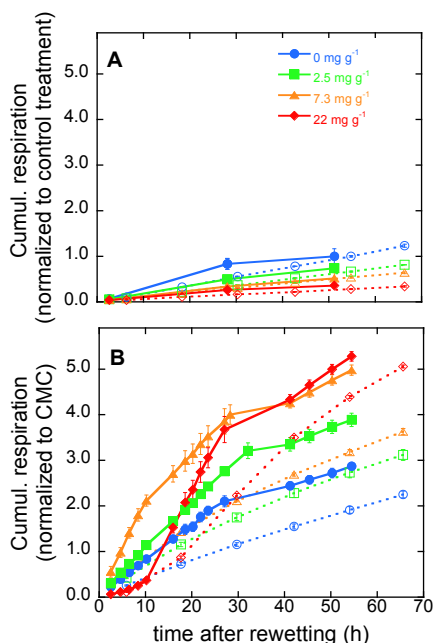 A
0 mg g⁻¹
2.5 mg g⁻¹
7.3 mg g⁻¹
22 mg g⁻¹
Cumul. respiration
(normalized to control treatment)
5.0
4.0
3.0
2.0
1.0
0.0
B
Cumul. respiration
(normalized to CMC)
5.0
4.0
3.0
2.0
1.0
0.0
0 10 20 30 40 50 60 70
time after rewetting (h)